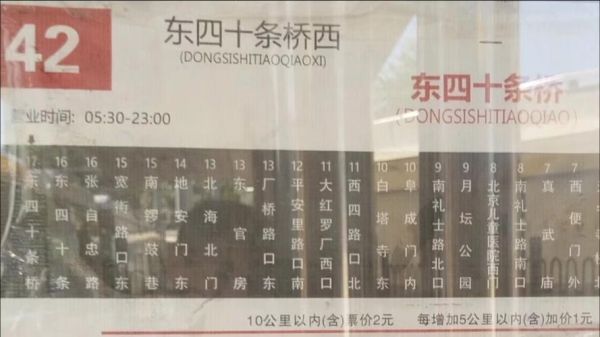 42
东四十条桥西
(DONGSISHITIAOQIAOXI)
东四十条桥
(DONGSISHITIAOQIAO)
营业时间: 05:30-23:00
17 东四十条桥
16 东四十条
16 张自忠路
15 宽街路口东
15 南锣鼓巷
14 地安门东
13 北海北门
13 东官房
13 厂桥路口东
12 平安里路口南
11 大红罗厂西口
11 西四路口北
10 白塔寺东
10 阜成门内
9 南礼士路北口
9 月坛公园
8 北京儿童医院西门
8 南礼士路南口
7 真武庙
7 西便门外
10公里以内(含)票价2元 每增加5公里以内(含)加价1元